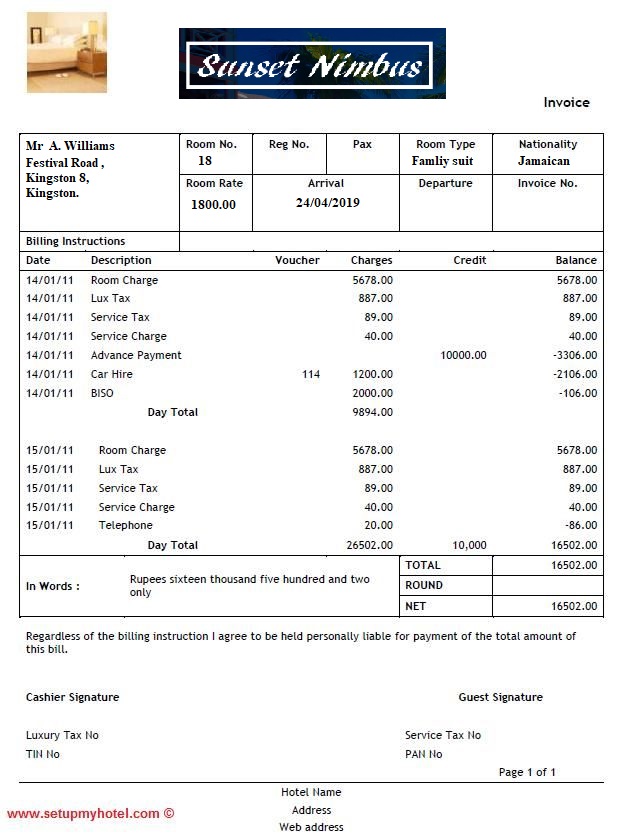 Sunset Nimbus
Invoice
Mr A. Williams
Festival Road ,
Kingston 8,
Kingston.
Room No. Reg No. Pax Room Type Nationality
18 Famliy suit Jamaican
Room Rate Arrival Departure Invoice No.
1800.00 24/04/2019
Billing Instructions
Date Description Voucher Charges Credit Balance
14/01/11 Room Charge 5678.00 5678.00
14/01/11 Lux Tax 887.00 887.00
14/01/11 Service Tax 89.00 89.00
14/01/11 Service Charge 40.00 40.00
14/01/11 Advance Payment 10000.00 -3306.00
14/01/11 Car Hire 114 1200.00 -2106.00
14/01/11 BISO 2000.00 -106.00
Day Total 9894.00
15/01/11 Room Charge 5678.00 5678.00
15/01/11 Lux Tax 887.00 887.00
15/01/11 Service Tax 89.00 89.00
15/01/11 Service Charge 40.00 40.00
15/01/11 Telephone 20.00 -86.00
Day Total 26502.00 10,000 16502.00
In Words : Rupees sixteen thousand five hundred and two
only
TOTAL 16502.00
ROUND
NET 16502.00
Regardless of the billing instruction I agree to be held personally liable for payment of the total amount of
this bill.
Cashier Signature Guest Signature
Luxury Tax No Service Tax No
TIN No PAN No
Page 1 of 1
Hotel Name
www.setupmyhotel.com ©
Address
Web address